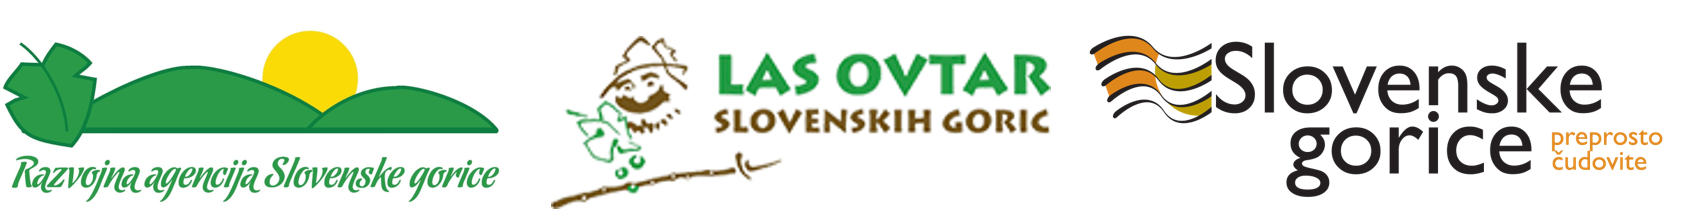 Razvojna agencija Slovenske gorice
LAS OVTAR
SLOVENSKIH GORIC
Slovenske
gorice
preprosto
čudovite